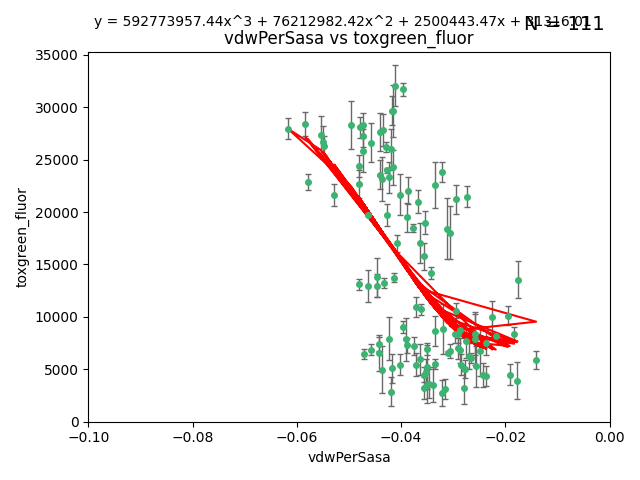 y = 592773957.44x^3 + 76212982.42x^2 + 2500443.47x +
N = 111
vdwPerSasa vs toxgreen_fluor
35000
30000
25000
20000
15000
10000
5000
0
toxgreen_fluor
−0.10
−0.08
−0.06
−0.04
−0.02
0.00
vdwPerSasa